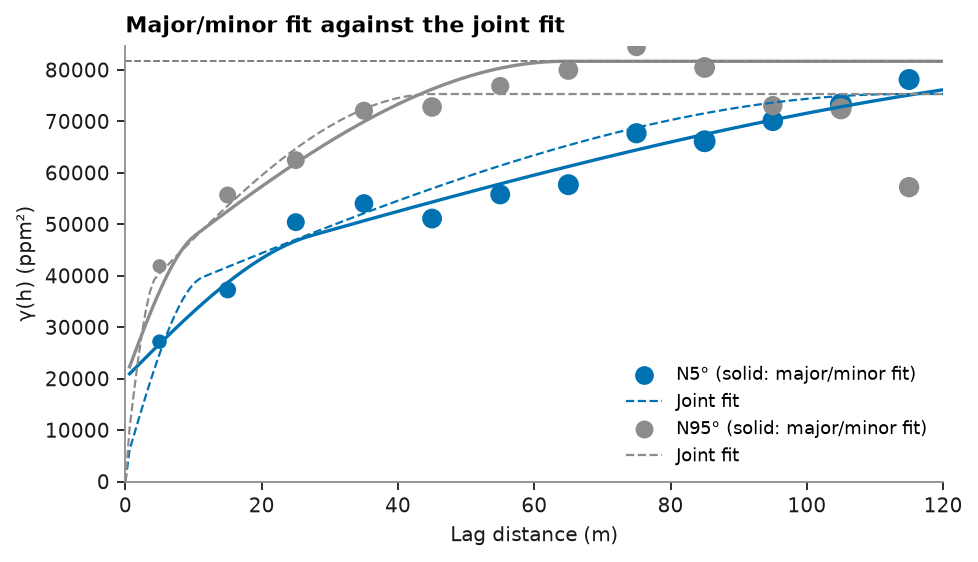 Major/minor fit against the joint fit
γ(h) (ppm²)
80000
70000
60000
50000
40000
30000
20000
10000
0
0 20 40 60 80 100 120
Lag distance (m)
N5° (solid: major/minor fit)
Joint fit
N95° (solid: major/minor fit)
Joint fit